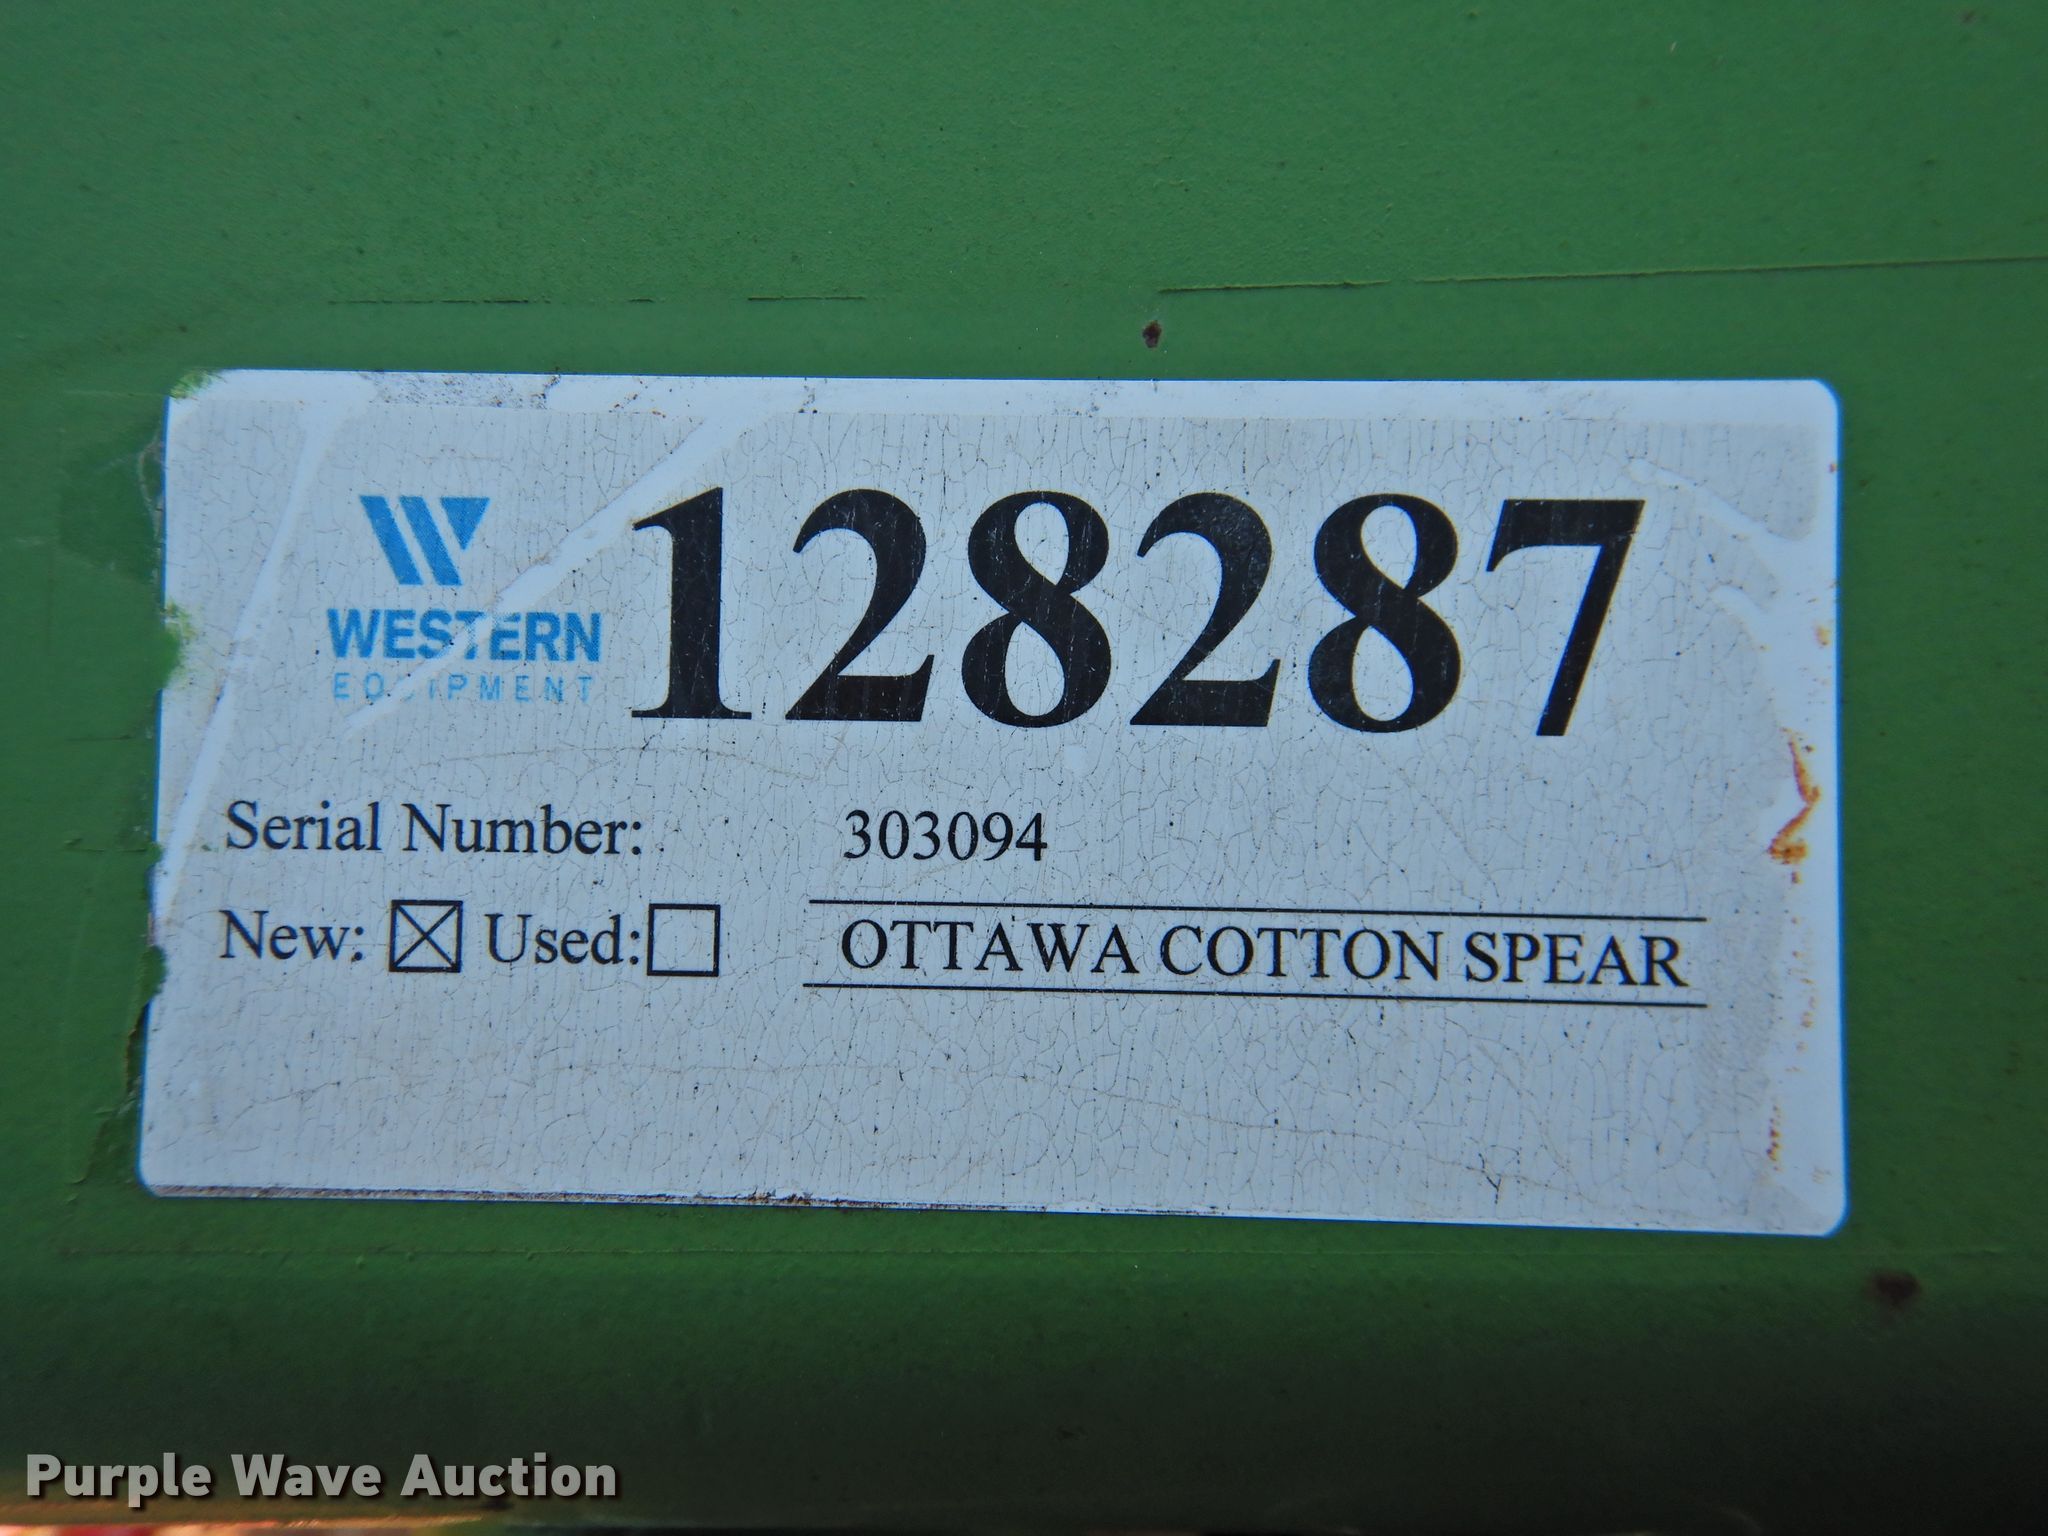 128287
WESTERN
EQUIPMENT
Serial Number: 303094
New: Used:
OTTAWA COTTON SPEAR
Purple Wave Auction